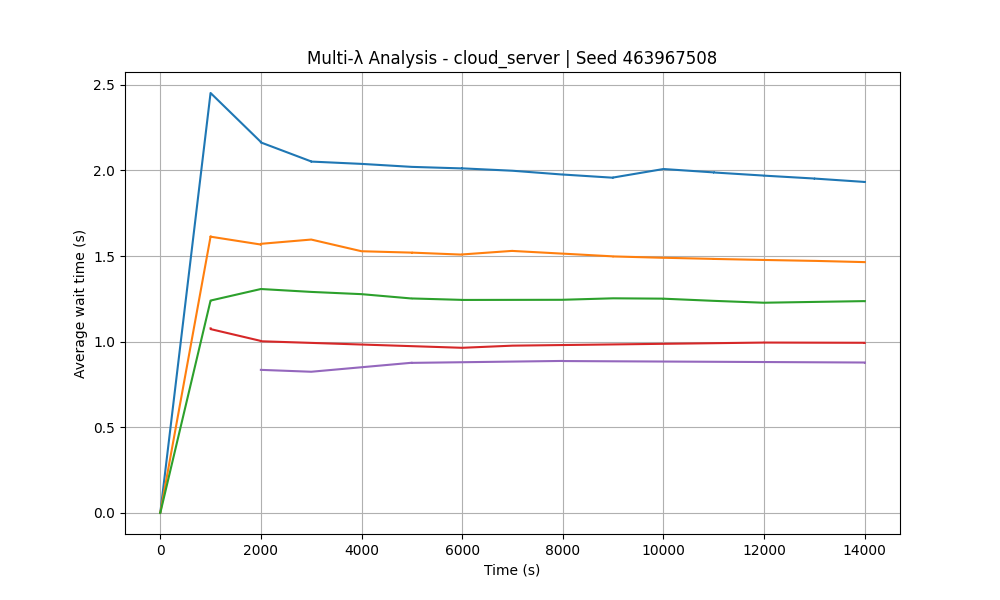 Multi-λ Analysis - cloud_server | Seed 463967508
Average wait time (s)
2.5
2.0
1.5
1.0
0.5
0.0
0 2000 4000 6000 8000 10000 12000 14000
Time (s)